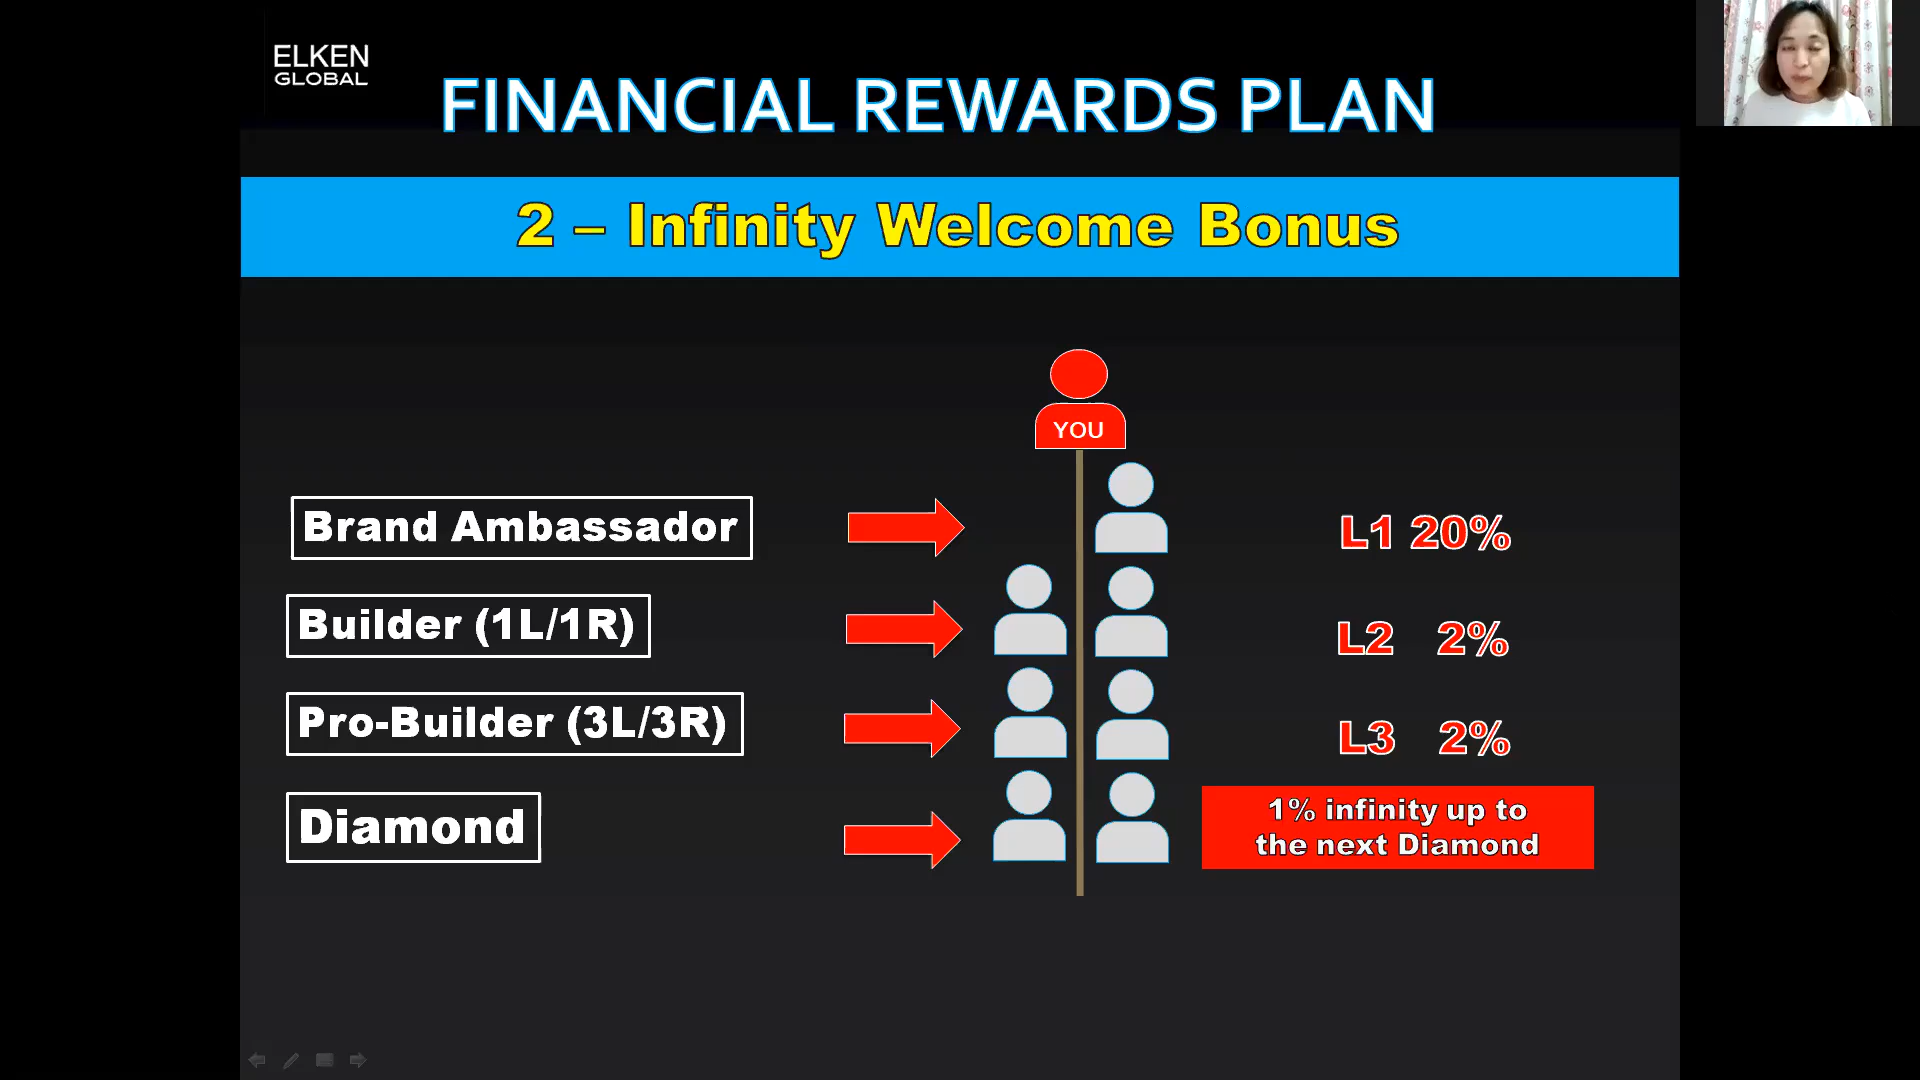 ELKEN
GLOBAL
FINANCIAL REWARDS PLAN
2 – Infinity Welcome Bonus
YOU
Brand Ambassador
L1 20%
Builder (1L/1R)
L2 2%
Pro-Builder (3L/3R)
L3 2%
Diamond
1% infinity up to
the next Diamond